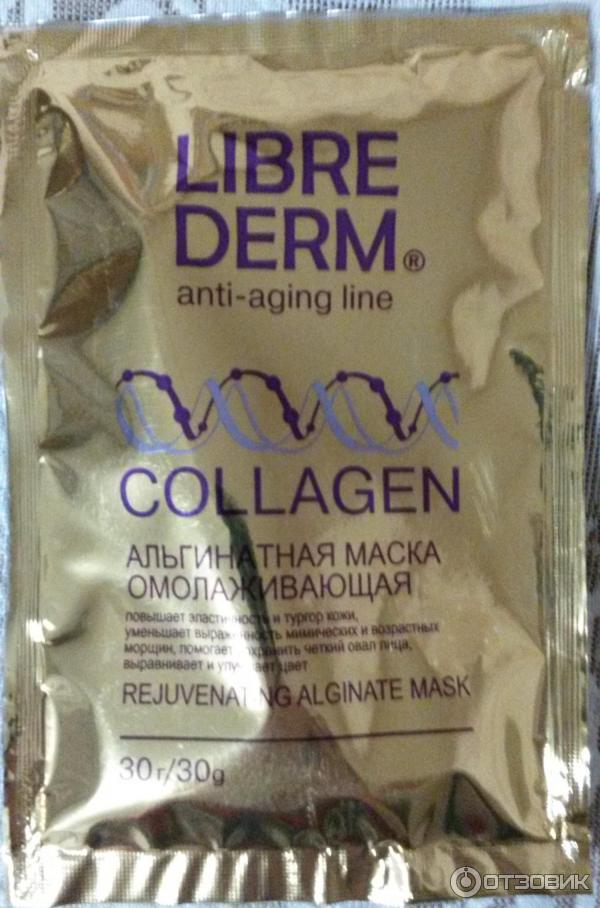 LIBRE
DERM®
anti-aging line
COLLAGEN
АЛЬГИНАТНАЯ МАСКА
ОМОЛАЖИВАЮЩАЯ
повышает эластичность и тургор кожи,
уменьшает выраженность мимических и возрастных
морщин, помогает сохранить четкий овал лица,
выравнивает и улучшает цвет
REJUVENATING ALGINATE MASK
30 г/30g
ОТЗОВИК